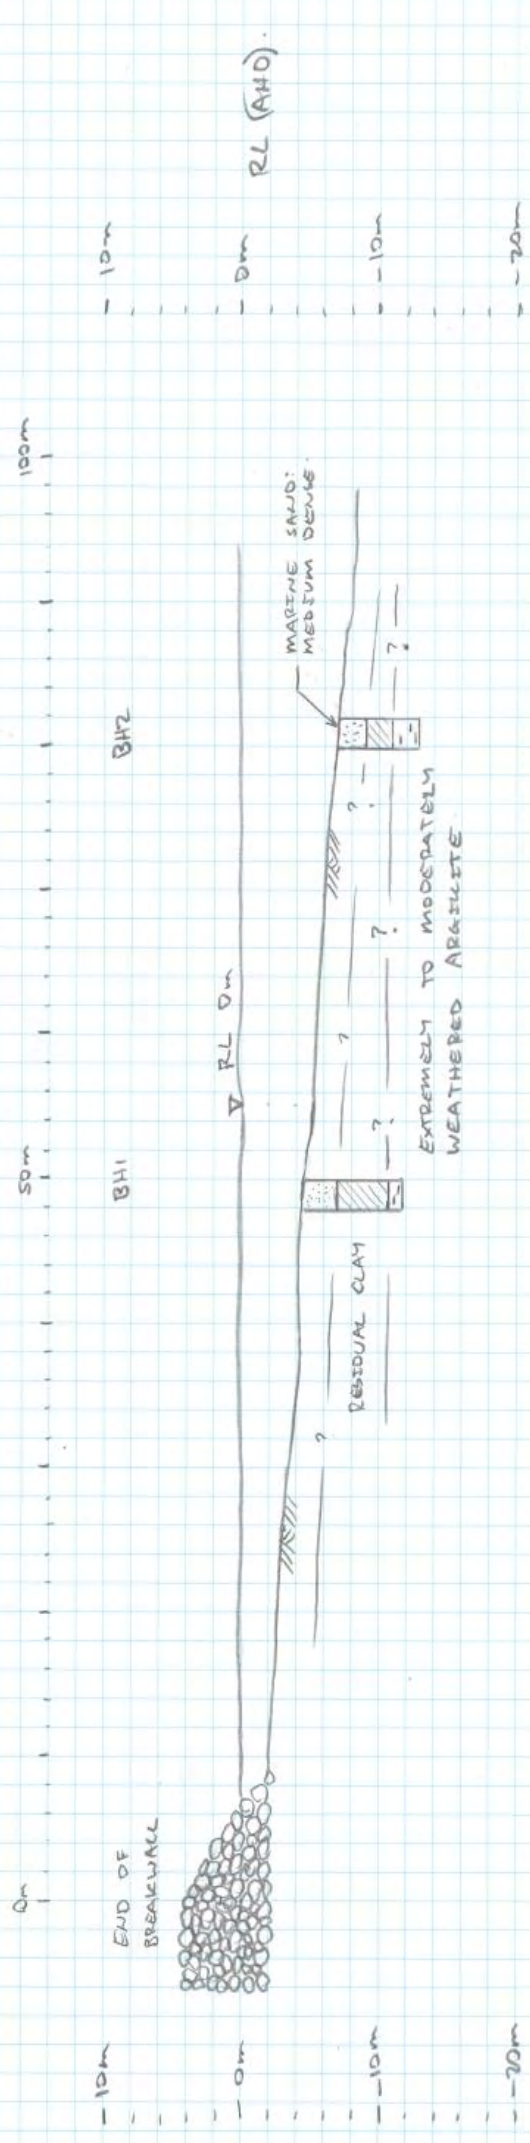 0m
50m
100m
END OF
BREAKWALL
BH1
BH2
- 10m
- 0m
- -10m
- -20m
RL 0m
- 10m
- 0m
- -10m
- -20m
RL (AHD).
MARINE SAND:
MEDIUM DENSE.
?
RESIDUAL CLAY
?
?
?
?
?
?
EXTREMELY TO MODERATELY
WEATHERED ARGILLITE